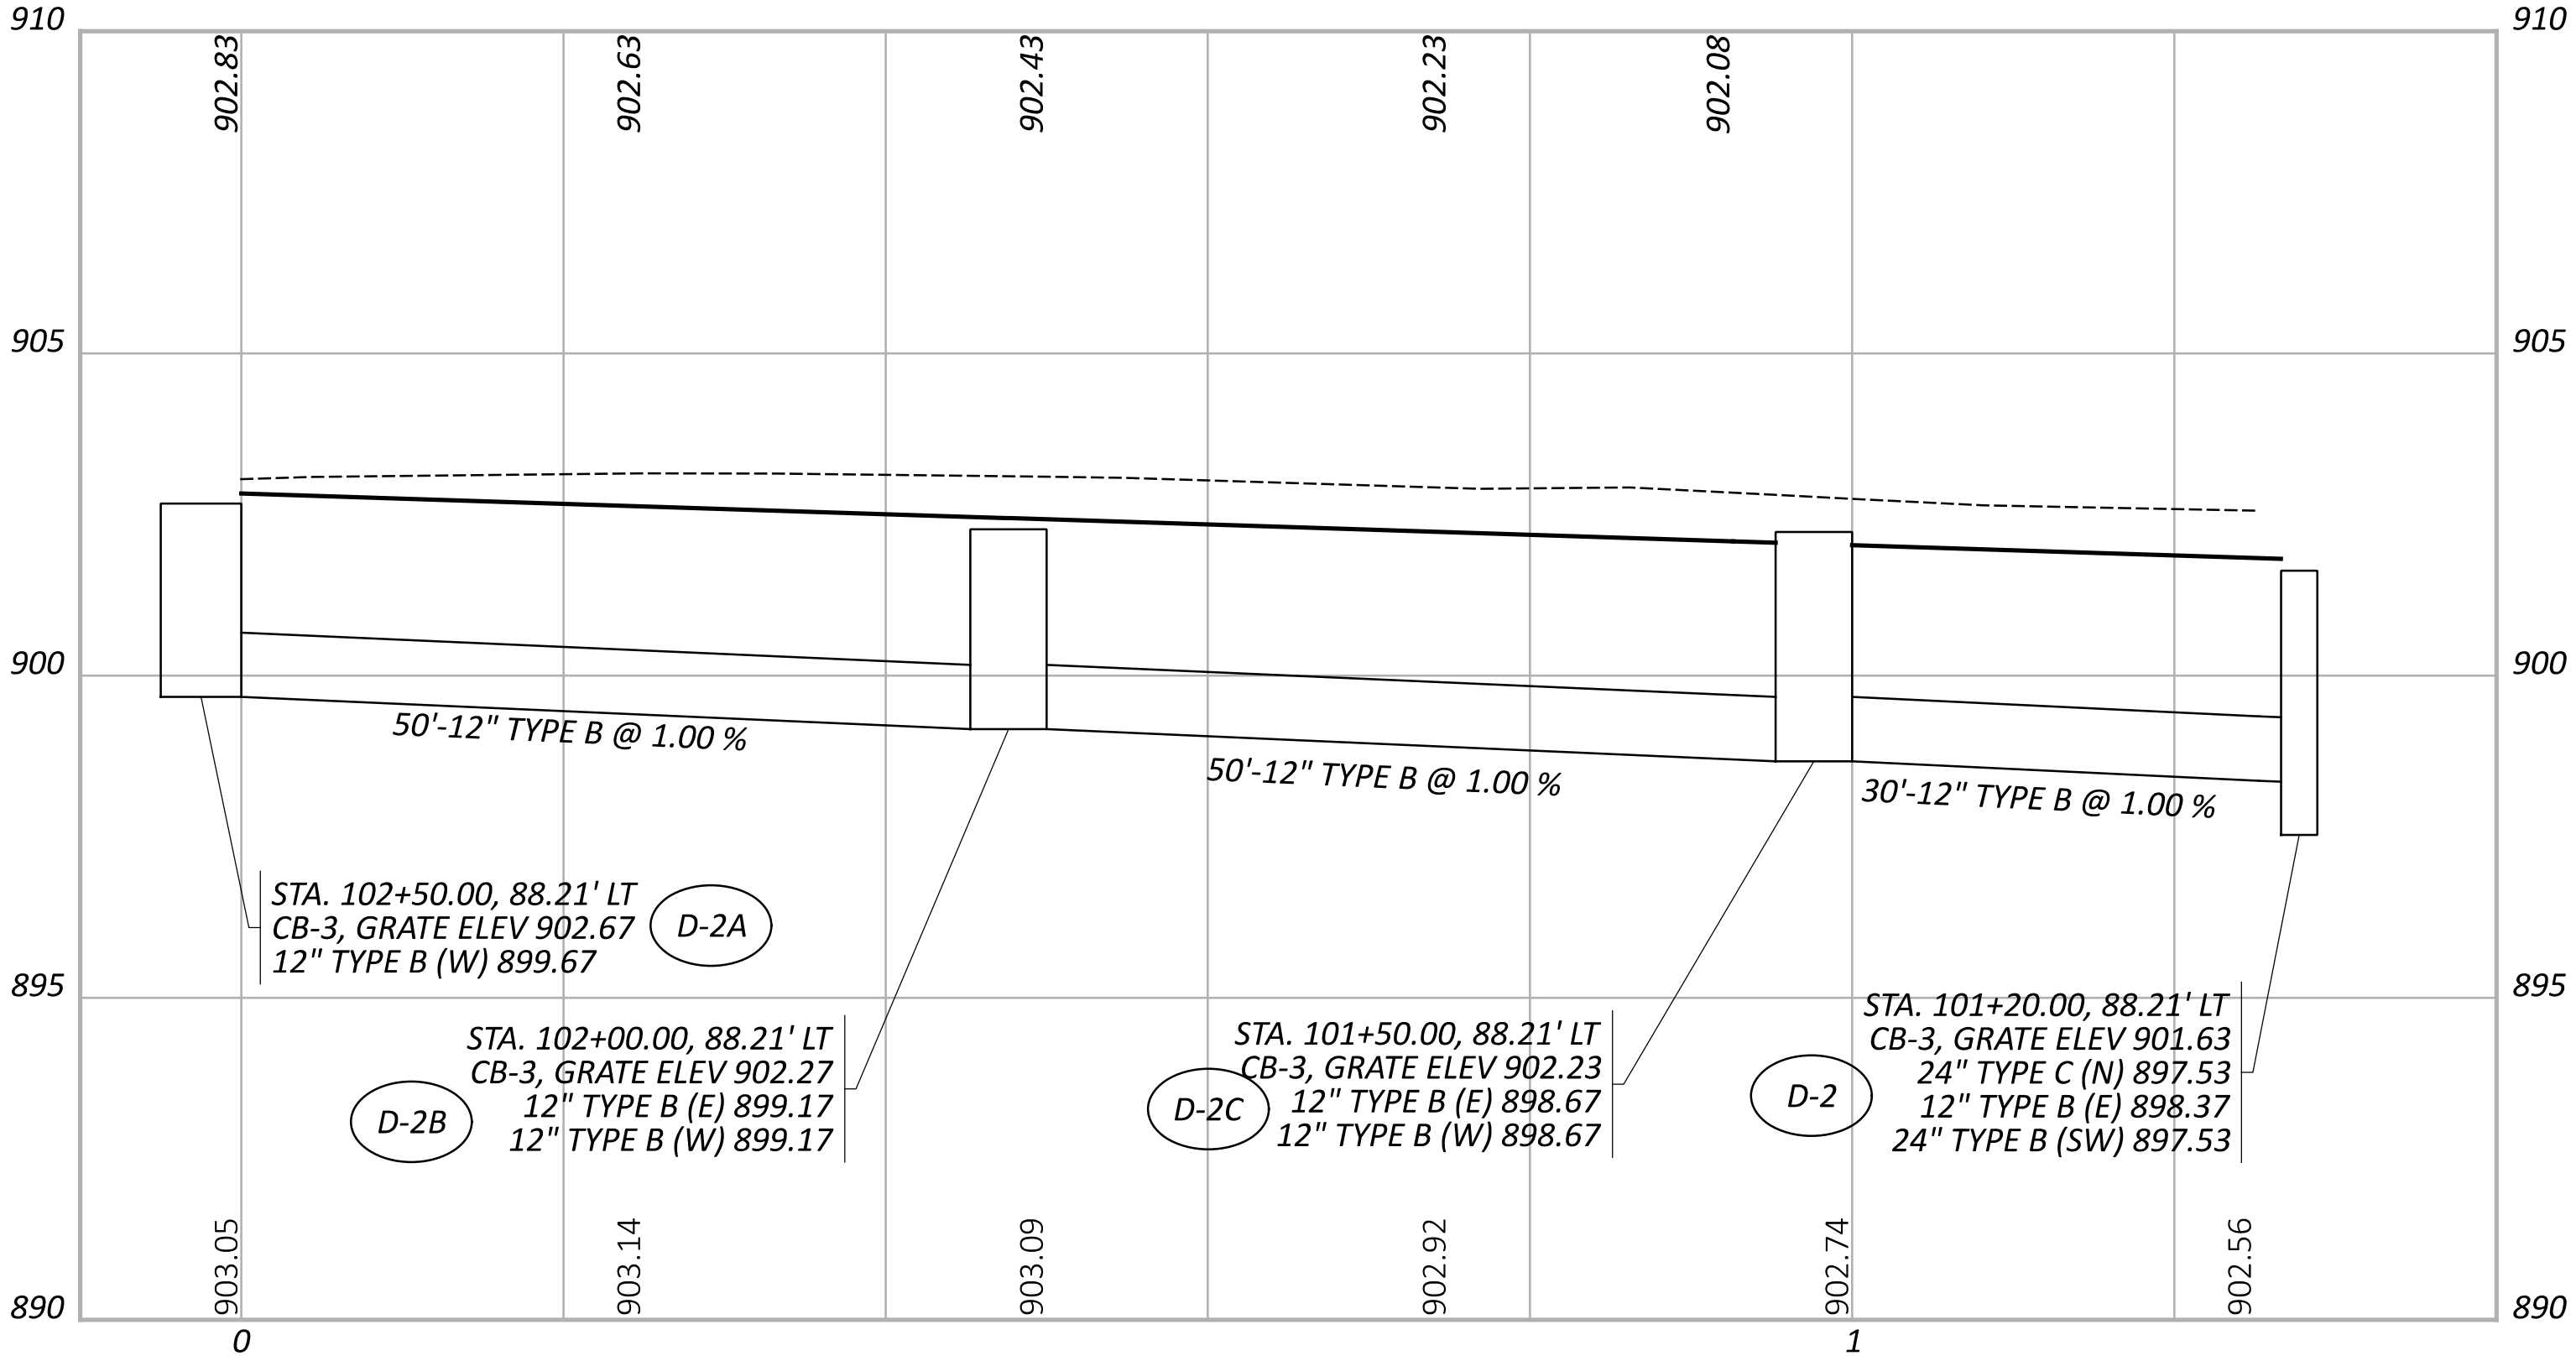 910
910
902.83
902.63
902.43
902.23
902.08
905
905
900
900
50'-12" TYPE B @ 1.00 %
50'-12" TYPE B @ 1.00 %
30'-12" TYPE B @ 1.00 %
STA. 102+50.00, 88.21' LT
CB-3, GRATE ELEV 902.67
12" TYPE B (W) 899.67
D-2A
895
895
STA. 102+00.00, 88.21' LT
CB-3, GRATE ELEV 902.27
12" TYPE B (E) 899.17
12" TYPE B (W) 899.17
D-2B
STA. 101+50.00, 88.21' LT
CB-3, GRATE ELEV 902.23
12" TYPE B (E) 898.67
12" TYPE B (W) 898.67
D-2C
STA. 101+20.00, 88.21' LT
CB-3, GRATE ELEV 901.63
24" TYPE C (N) 897.53
12" TYPE B (E) 898.37
24" TYPE B (SW) 897.53
D-2
903.05
903.14
903.09
902.92
902.74
902.56
890
890
0
1